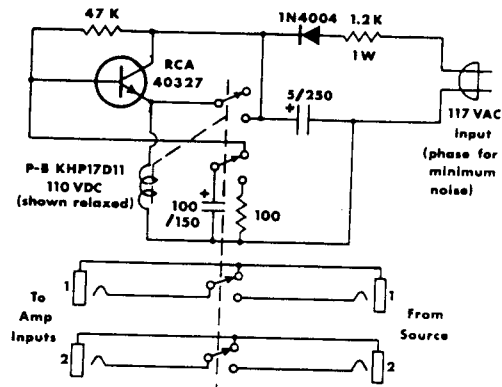 47 K
1N4004
1.2K
1W
RCA
40327
5/250
+
117 VAC
input
(phase for
minimum
noise)
P-B KHP17D11
110 VDC
(shown relaxed)
+
100
/150
100
To
Amp
Inputs
1
2
From
Source
1
2